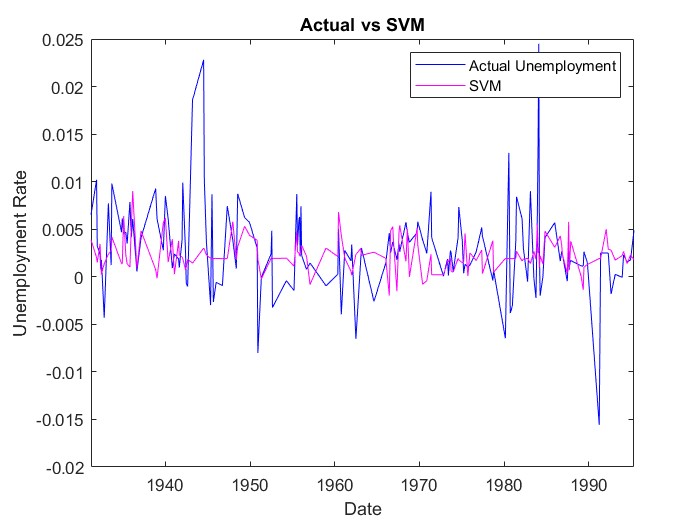 Actual vs SVM
0.025
0.02
0.015
0.01
0.005
0
-0.005
-0.01
-0.015
-0.02
Unemployment Rate
Actual Unemployment
SVM
1940 1950 1960 1970 1980 1990
Date